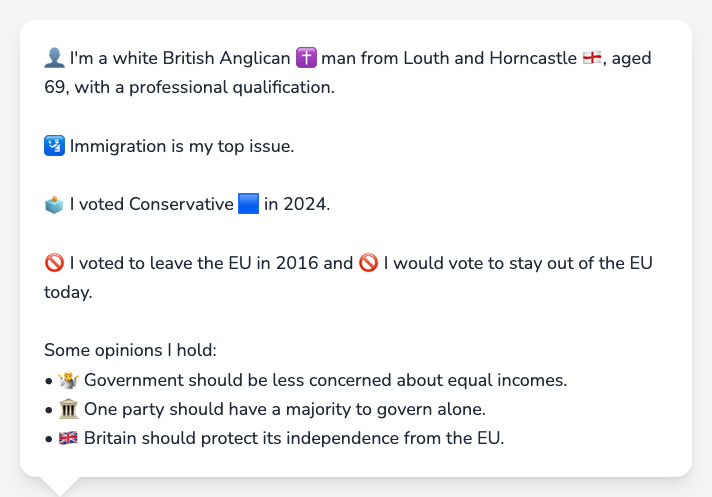 👤 I'm a white British Anglican ✝️ man from Louth and Horncastle 🏴󠁧󠁢󠁥󠁮󠁧󠁿, aged
69, with a professional qualification.
🛂 Immigration is my top issue.
🗳️ I voted Conservative 🟦 in 2024.
🚫 I voted to leave the EU in 2016 and 🚫 I would vote to stay out of the EU
today.
Some opinions I hold:
• 🤷 Government should be less concerned about equal incomes.
• 🏛️ One party should have a majority to govern alone.
• 🇬🇧 Britain should protect its independence from the EU.